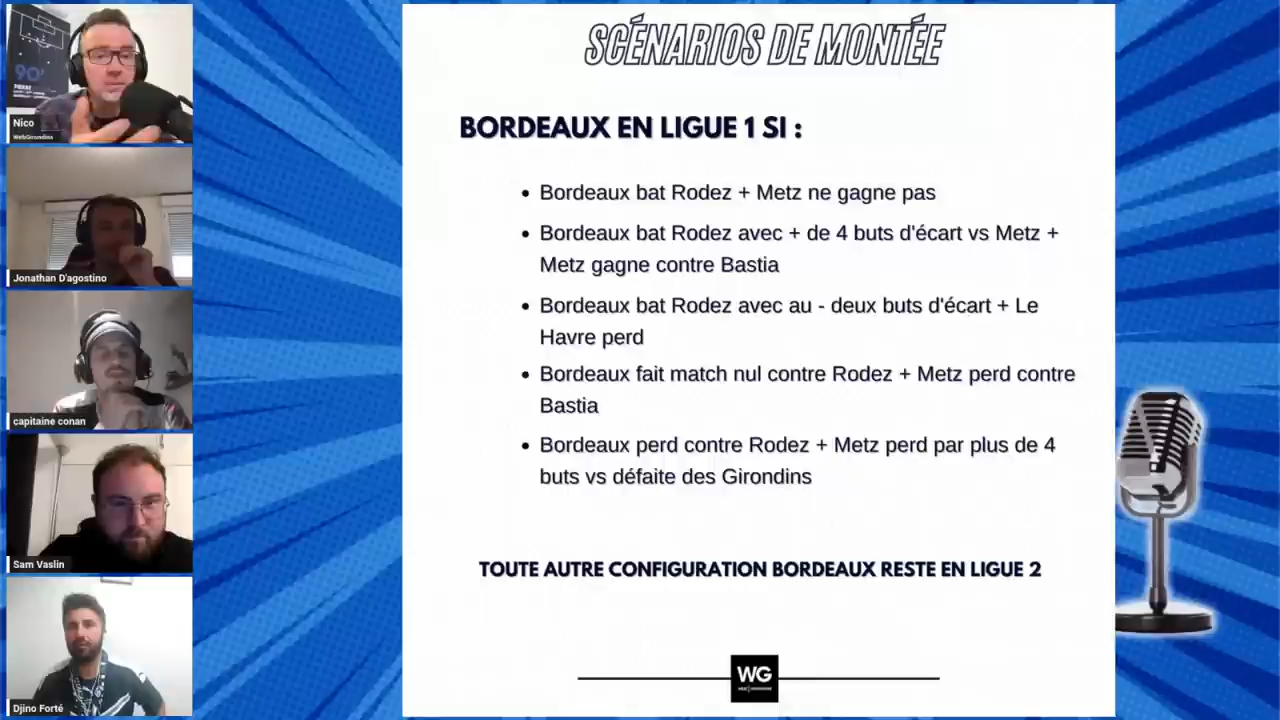 SCÉNARIOS DE MONTÉE
BORDEAUX EN LIGUE 1 SI :
Bordeaux bat Rodez + Metz ne gagne pas
Bordeaux bat Rodez avec + de 4 buts d'écart vs Metz +
Metz gagne contre Bastia
Bordeaux bat Rodez avec au - deux buts d'écart + Le
Havre perd
Bordeaux fait match nul contre Rodez + Metz perd contre
Bastia
Bordeaux perd contre Rodez + Metz perd par plus de 4
buts vs défaite des Girondins
TOUTE AUTRE CONFIGURATION BORDEAUX RESTE EN LIGUE 2
WG
90'
Nico
WebGirondins
Jonathan D'agostino
capitaine conan
Sam Vaslin
Djino Forté